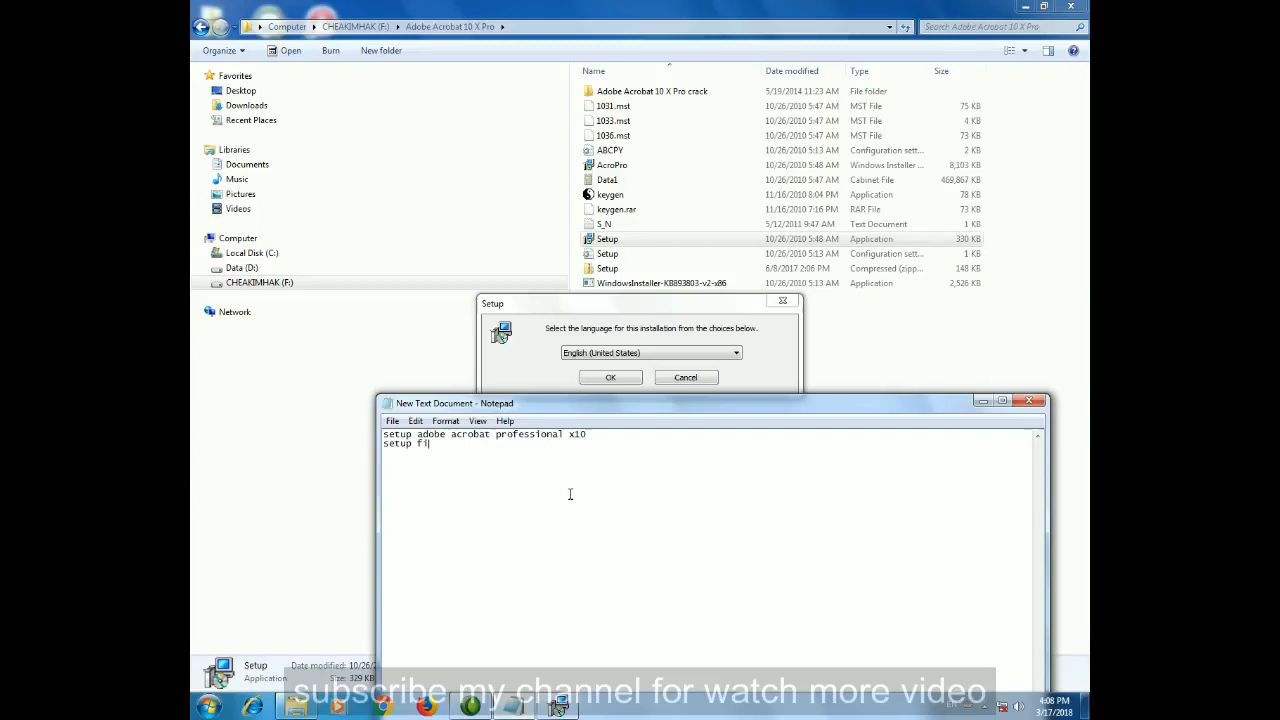 Computer ▸ CHEAKIMHAK (F:) ▸ Adobe Acrobat 10 X Pro ▸
Search Adobe Acrobat 10 X Pro
Organize ▾ Open Burn New folder
Favorites
Desktop
Downloads
Recent Places
Libraries
Documents
Music
Pictures
Videos
Computer
Local Disk (C:)
Data (D:)
CHEAKIMHAK (F:)
Network
Name Date modified Type Size
Adobe Acrobat 10 X Pro crack 5/19/2014 11:23 AM File folder
1031.mst 10/26/2010 5:47 AM MST File 75 KB
1033.mst 10/26/2010 5:47 AM MST File 4 KB
1036.mst 10/26/2010 5:47 AM MST File 73 KB
ABCPY 10/26/2010 5:13 AM Configuration sett... 2 KB
AcroPro 10/26/2010 5:48 AM Windows Installer ... 8,103 KB
Data1 10/26/2010 5:47 AM Cabinet File 469,867 KB
keygen 11/16/2010 8:04 PM Application 78 KB
keygen.rar 11/16/2010 7:16 PM RAR File 73 KB
S_N 5/12/2011 9:47 AM Text Document 1 KB
Setup 10/26/2010 5:48 AM Application 330 KB
Setup 10/26/2010 5:13 AM Configuration sett... 1 KB
Setup 6/8/2017 2:06 PM Compressed (zipp... 148 KB
WindowsInstaller-KB893803-v2-x86 10/26/2010 5:13 AM Application 2,526 KB
Setup
Select the language for this installation from the choices below.
English (United States)
OK Cancel
New Text Document - Notepad
File Edit Format View Help
setup adobe acrobat professional x10
setup fi
Setup Date modified: 10/26/2
Application Size: 329 KB
subscribe my channel for watch more video
EN
4:08 PM
3/17/2018